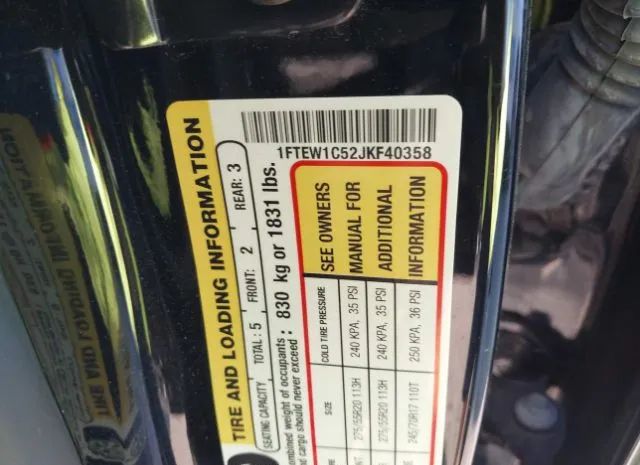 1FTEW1C52JKF40358
TIRE AND LOADING INFORMATION
SEATING CAPACITY TOTAL : 5 FRONT: 2 REAR: 3
combined weight of occupants : 830 kg or 1831 lbs.
and cargo should never exceed :
SIZE COLD TIRE PRESSURE SEE OWNERS
275/55R20 113H 240 KPA, 35 PSI MANUAL FOR
275/55R20 113H 240 KPA, 35 PSI ADDITIONAL
245/70R17 110T 250 KPA, 36 PSI INFORMATION